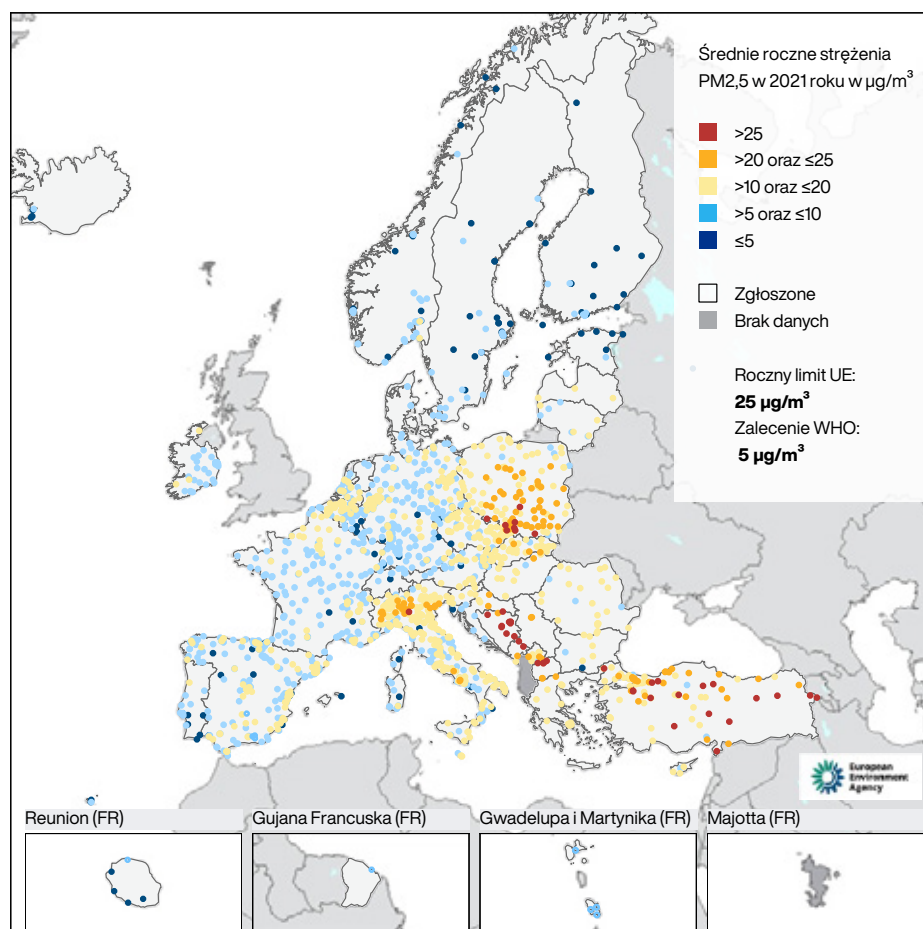 Średnie roczne strężenia
PM2,5 w 2021 roku w µg/m³
>25
>20 oraz ≤25
>10 oraz ≤20
>5 oraz ≤10
≤5
Zgłoszone
Brak danych
Roczny limit UE:
25 µg/m³
Zalecenie WHO:
5 µg/m³
European
Environment
Agency
Reunion (FR)
Gujana Francuska (FR)
Gwadelupa i Martynika (FR)
Majotta (FR)